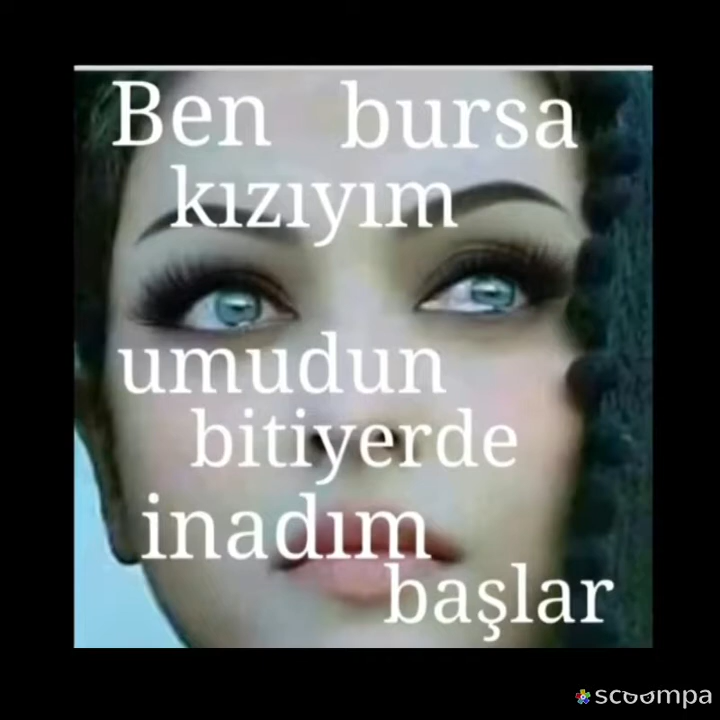 Ben bursa
kızıyım
umudun
bitiyerde
inadım
başlar
scoompa